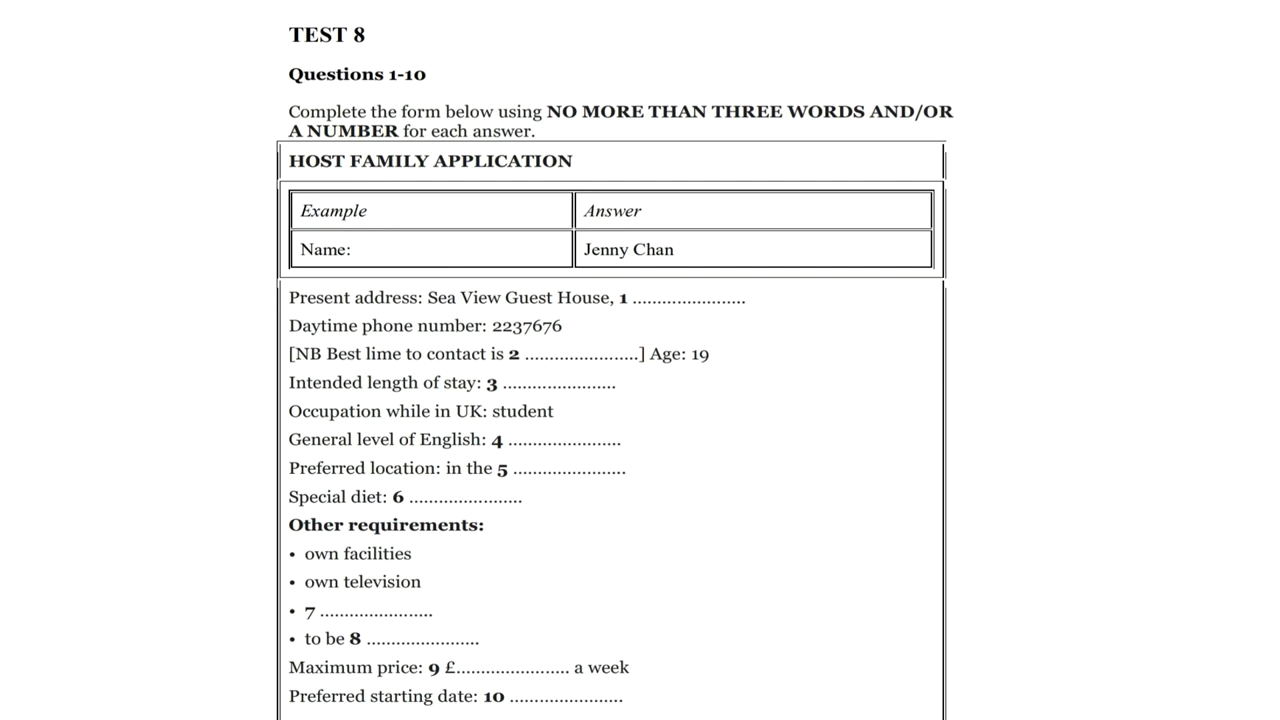 TEST 8
Questions 1-10
Complete the form below using NO MORE THAN THREE WORDS AND/OR
A NUMBER for each answer.
HOST FAMILY APPLICATION
Example Answer
Name: Jenny Chan
Present address: Sea View Guest House, 1 .......................
Daytime phone number: 2237676
[NB Best lime to contact is 2 .......................] Age: 19
Intended length of stay: 3 .......................
Occupation while in UK: student
General level of English: 4 .......................
Preferred location: in the 5 .......................
Special diet: 6 .......................
Other requirements:
• own facilities
• own television
• 7 .......................
• to be 8 .......................
Maximum price: 9 £....................... a week
Preferred starting date: 10 .......................